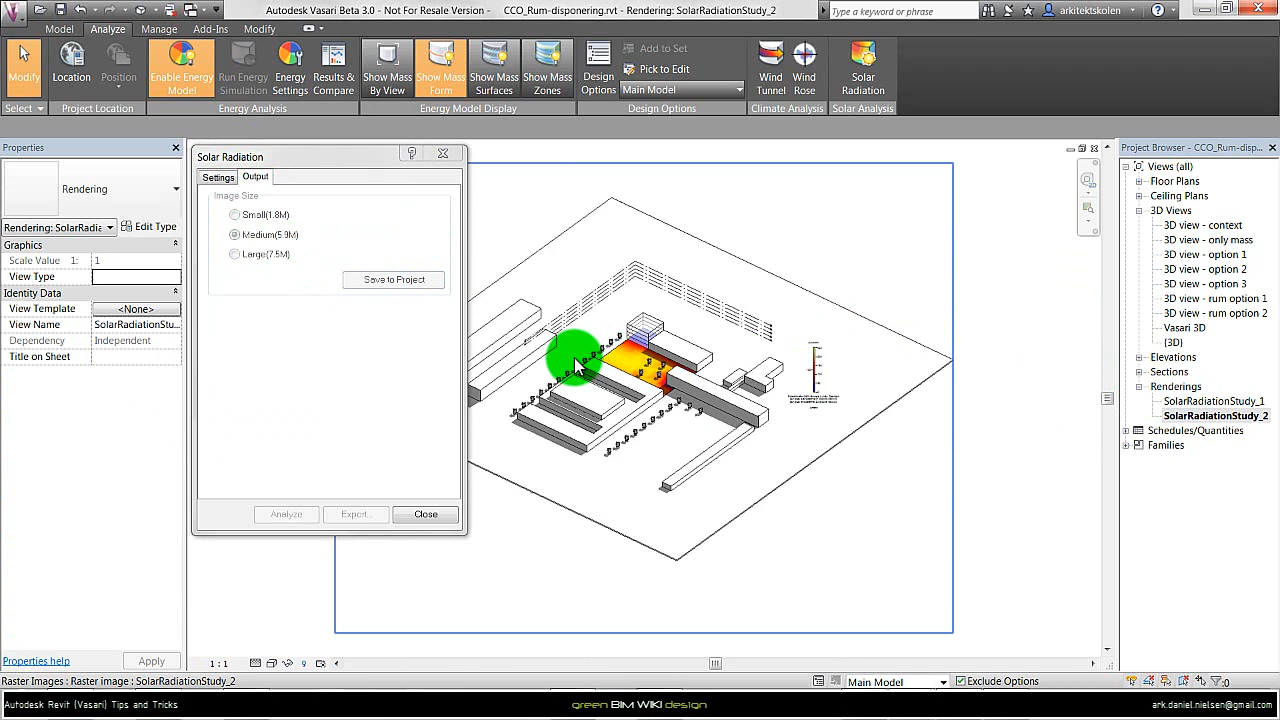 Autodesk Vasari Beta 3.0 - Not For Resale Version - CCO_Rum-disponering.rvt - Rendering: SolarRadiationStudy_2
Type a keyword or phrase
arkitektskolen
Model Analyze Manage Add-Ins Modify
Modify
Location
Position
Enable Energy Model
Run Energy Simulation
Energy Settings
Results & Compare
Show Mass By View
Show Mass Form
Show Mass Surfaces
Show Mass Zones
Design Options
Add to Set
Pick to Edit
Main Model
Wind Tunnel
Wind Rose
Solar Radiation
Select
Project Location
Energy Analysis
Energy Model Display
Design Options
Climate Analysis
Solar Analysis
Properties
Rendering
Rendering: SolarRadia
Edit Type
Graphics
Scale Value 1: 1
View Type
Identity Data
View Template <None>
View Name SolarRadiationStu...
Dependency Independent
Title on Sheet
Properties help
Apply
Solar Radiation
Settings Output
Image Size
Small(1.8M)
Medium(5.9M)
Large(7.5M)
Save to Project
Analyze Export... Close
Project Browser - CCO_Rum-disp...
Views (all)
Floor Plans
Ceiling Plans
3D Views
3D view - context
3D view - only mass
3D view - option 1
3D view - option 2
3D view - option 3
3D view - rum option 1
3D view - rum option 2
Vasari 3D
{3D}
Elevations
Sections
Renderings
SolarRadiationStudy_1
SolarRadiationStudy_2
Schedules/Quantities
Families
1 : 1
Raster Images : Raster image : SolarRadiationStudy_2
Main Model
Exclude Options
:0
Autodesk Revit (Vasari) Tips and Tricks
green BIM WIKI design
ark.daniel.nielsen@gmail.com